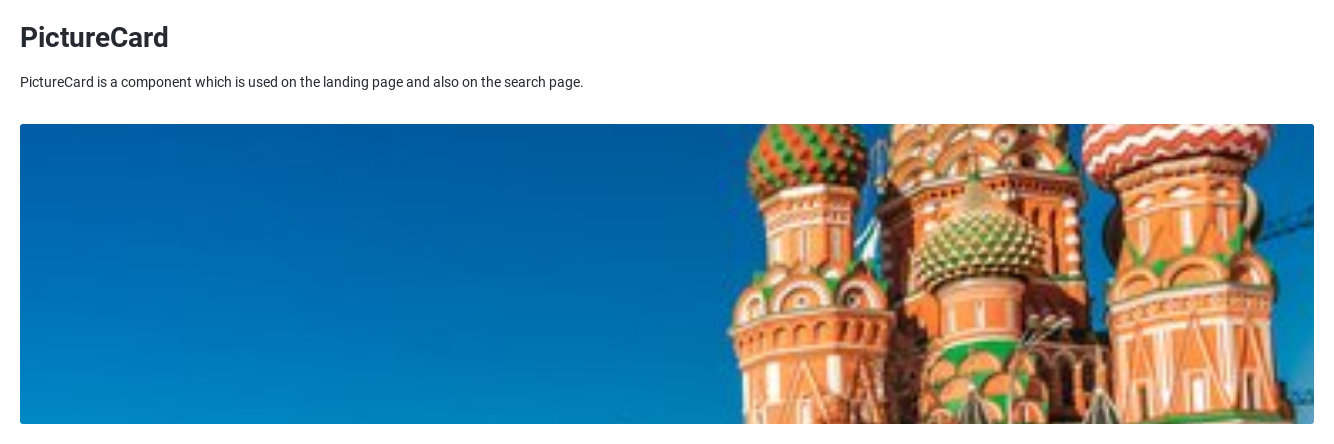 PictureCard
PictureCard is a component which is used on the landing page and also on the search page.